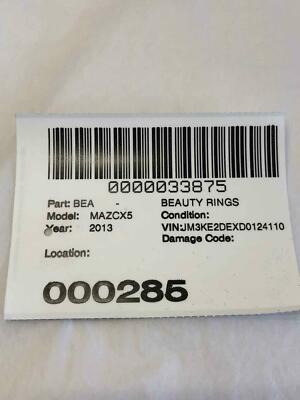 0000033875
Part: BEA - BEAUTY RINGS
Model: MAZCX5 Condition:
Year: 2013 VIN:JM3KE2DEXD0124110
Damage Code:
Location:
000285